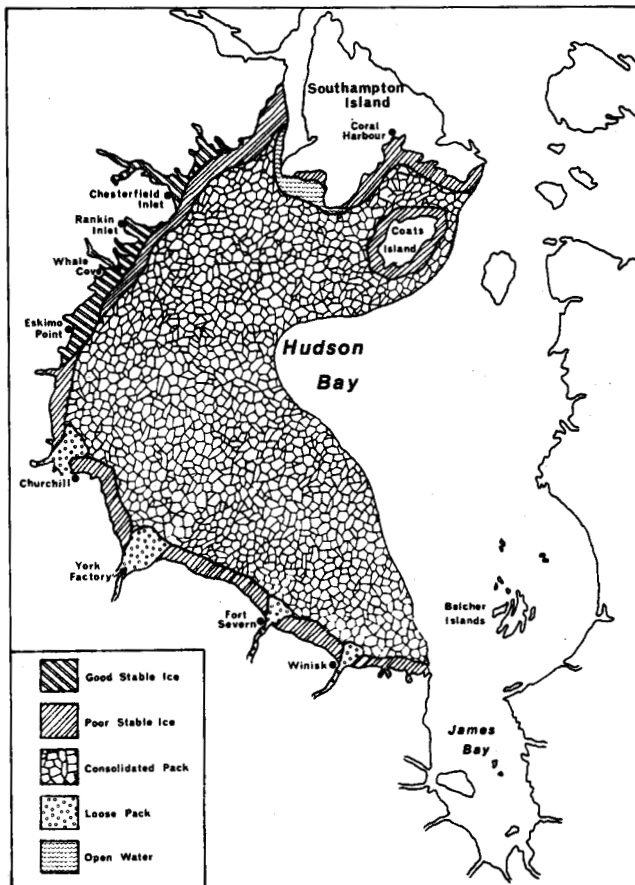 Southampton
Island
Coral
Harbour
Chesterfield
Inlet
Rankin
Inlet
Coats
Island
Whale
Cove
Eskimo
Point
Hudson
Bay
Churchill
York
Factory
Belcher
Islands
Fort
Severn
Winisk
James
Bay
Good Stable Ice
Poor Stable Ice
Consolidated Pack
Loose Pack
Open Water